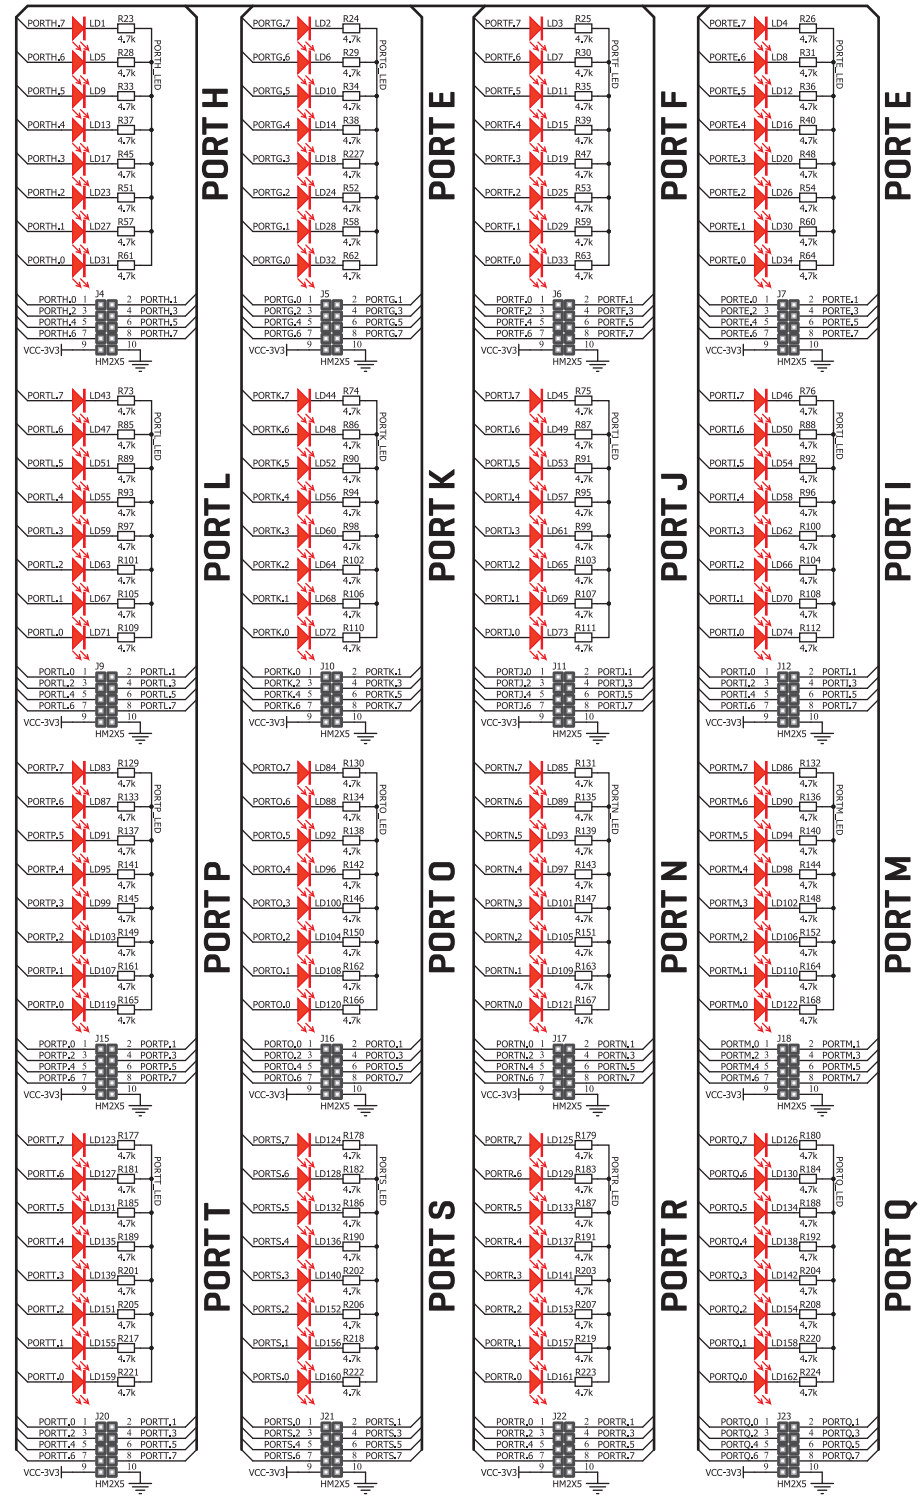 PORTH.7 LD1 R23
4.7k
PORTH.6 LD5 R28
4.7k
PORTH.5 LD9 R33
4.7k
PORTH.4 LD13 R37
4.7k
PORTH.3 LD17 R45
4.7k
PORTH.2 LD23 R51
4.7k
PORTH.1 LD27 R57
4.7k
PORTH.0 LD31 R61
4.7k
PORTH_LED
PORT H
J4
PORTH.0 1 2 PORTH.1
PORTH.2 3 4 PORTH.3
PORTH.4 5 6 PORTH.5
PORTH.6 7 8 PORTH.7
VCC-3V3 9 10
HM2X5
PORTG.7 LD2 R24
4.7k
PORTG.6 LD6 R29
4.7k
PORTG.5 LD10 R34
4.7k
PORTG.4 LD14 R38
4.7k
PORTG.3 LD18 R227
4.7k
PORTG.2 LD24 R52
4.7k
PORTG.1 LD28 R58
4.7k
PORTG.0 LD32 R62
4.7k
PORTG_LED
PORT E
J5
PORTG.0 1 2 PORTG.1
PORTG.2 3 4 PORTG.3
PORTG.4 5 6 PORTG.5
PORTG.6 7 8 PORTG.7
VCC-3V3 9 10
HM2X5
PORTF.7 LD3 R25
4.7k
PORTF.6 LD7 R30
4.7k
PORTF.5 LD11 R35
4.7k
PORTF.4 LD15 R39
4.7k
PORTF.3 LD19 R47
4.7k
PORTF.2 LD25 R53
4.7k
PORTF.1 LD29 R59
4.7k
PORTF.0 LD33 R63
4.7k
PORTF_LED
PORT F
J6
PORTF.0 1 2 PORTF.1
PORTF.2 3 4 PORTF.3
PORTF.4 5 6 PORTF.5
PORTF.6 7 8 PORTF.7
VCC-3V3 9 10
HM2X5
PORTE.7 LD4 R26
4.7k
PORTE.6 LD8 R31
4.7k
PORTE.5 LD12 R36
4.7k
PORTE.4 LD16 R40
4.7k
PORTE.3 LD20 R48
4.7k
PORTE.2 LD26 R54
4.7k
PORTE.1 LD30 R60
4.7k
PORTE.0 LD34 R64
4.7k
PORTE_LED
PORT E
J7
PORTE.0 1 2 PORTE.1
PORTE.2 3 4 PORTE.3
PORTE.4 5 6 PORTE.5
PORTE.6 7 8 PORTE.7
VCC-3V3 9 10
HM2X5
PORTL.7 LD43 R73
4.7k
PORTL.6 LD47 R85
4.7k
PORTL.5 LD51 R89
4.7k
PORTL.4 LD55 R93
4.7k
PORTL.3 LD59 R97
4.7k
PORTL.2 LD63 R101
4.7k
PORTL.1 LD67 R105
4.7k
PORTL.0 LD71 R109
4.7k
PORTL_LED
PORT L
J9
PORTL.0 1 2 PORTL.1
PORTL.2 3 4 PORTL.3
PORTL.4 5 6 PORTL.5
PORTL.6 7 8 PORTL.7
VCC-3V3 9 10
HM2X5
PORTK.7 LD44 R74
4.7k
PORTK.6 LD48 R86
4.7k
PORTK.5 LD52 R90
4.7k
PORTK.4 LD56 R94
4.7k
PORTK.3 LD60 R98
4.7k
PORTK.2 LD64 R102
4.7k
PORTK.1 LD68 R106
4.7k
PORTK.0 LD72 R110
4.7k
PORTK_LED
PORT K
J10
PORTK.0 1 2 PORTK.1
PORTK.2 3 4 PORTK.3
PORTK.4 5 6 PORTK.5
PORTK.6 7 8 PORTK.7
VCC-3V3 9 10
HM2X5
PORTJ.7 LD45 R75
4.7k
PORTJ.6 LD49 R87
4.7k
PORTJ.5 LD53 R91
4.7k
PORTJ.4 LD57 R95
4.7k
PORTJ.3 LD61 R99
4.7k
PORTJ.2 LD65 R103
4.7k
PORTJ.1 LD69 R107
4.7k
PORTJ.0 LD73 R111
4.7k
PORTJ_LED
PORT J
J11
PORTJ.0 1 2 PORTJ.1
PORTJ.2 3 4 PORTJ.3
PORTJ.4 5 6 PORTJ.5
PORTJ.6 7 8 PORTJ.7
VCC-3V3 9 10
HM2X5
PORTI.7 LD46 R76
4.7k
PORTI.6 LD50 R88
4.7k
PORTI.5 LD54 R92
4.7k
PORTI.4 LD58 R96
4.7k
PORTI.3 LD62 R100
4.7k
PORTI.2 LD66 R104
4.7k
PORTI.1 LD70 R108
4.7k
PORTI.0 LD74 R112
4.7k
PORTI_LED
PORT I
J12
PORTI.0 1 2 PORTI.1
PORTI.2 3 4 PORTI.3
PORTI.4 5 6 PORTI.5
PORTI.6 7 8 PORTI.7
VCC-3V3 9 10
HM2X5
PORTP.7 LD83 R129
4.7k
PORTP.6 LD87 R133
4.7k
PORTP.5 LD91 R137
4.7k
PORTP.4 LD95 R141
4.7k
PORTP.3 LD99 R145
4.7k
PORTP.2 LD103 R149
4.7k
PORTP.1 LD107 R161
4.7k
PORTP.0 LD119 R165
4.7k
PORTP_LED
PORT P
J15
PORTP.0 1 2 PORTP.1
PORTP.2 3 4 PORTP.3
PORTP.4 5 6 PORTP.5
PORTP.6 7 8 PORTP.7
VCC-3V3 9 10
HM2X5
PORTO.7 LD84 R130
4.7k
PORTO.6 LD88 R134
4.7k
PORTO.5 LD92 R138
4.7k
PORTO.4 LD96 R142
4.7k
PORTO.3 LD100 R146
4.7k
PORTO.2 LD104 R150
4.7k
PORTO.1 LD108 R162
4.7k
PORTO.0 LD120 R166
4.7k
PORTO_LED
PORT O
J16
PORTO.0 1 2 PORTO.1
PORTO.2 3 4 PORTO.3
PORTO.4 5 6 PORTO.5
PORTO.6 7 8 PORTO.7
VCC-3V3 9 10
HM2X5
PORTN.7 LD85 R131
4.7k
PORTN.6 LD89 R135
4.7k
PORTN.5 LD93 R139
4.7k
PORTN.4 LD97 R143
4.7k
PORTN.3 LD101 R147
4.7k
PORTN.2 LD105 R151
4.7k
PORTN.1 LD109 R163
4.7k
PORTN.0 LD121 R167
4.7k
PORTN_LED
PORT N
J17
PORTN.0 1 2 PORTN.1
PORTN.2 3 4 PORTN.3
PORTN.4 5 6 PORTN.5
PORTN.6 7 8 PORTN.7
VCC-3V3 9 10
HM2X5
PORTM.7 LD86 R132
4.7k
PORTM.6 LD90 R136
4.7k
PORTM.5 LD94 R140
4.7k
PORTM.4 LD98 R144
4.7k
PORTM.3 LD102 R148
4.7k
PORTM.2 LD106 R152
4.7k
PORTM.1 LD110 R164
4.7k
PORTM.0 LD122 R168
4.7k
PORTM_LED
PORT M
J18
PORTM.0 1 2 PORTM.1
PORTM.2 3 4 PORTM.3
PORTM.4 5 6 PORTM.5
PORTM.6 7 8 PORTM.7
VCC-3V3 9 10
HM2X5
PORTT.7 LD123 R177
4.7k
PORTT.6 LD127 R181
4.7k
PORTT.5 LD131 R185
4.7k
PORTT.4 LD135 R189
4.7k
PORTT.3 LD139 R201
4.7k
PORTT.2 LD151 R205
4.7k
PORTT.1 LD155 R217
4.7k
PORTT.0 LD159 R221
4.7k
PORTT_LED
PORT T
J20
PORTT.0 1 2 PORTT.1
PORTT.2 3 4 PORTT.3
PORTT.4 5 6 PORTT.5
PORTT.6 7 8 PORTT.7
VCC-3V3 9 10
HM2X5
PORTS.7 LD124 R178
4.7k
PORTS.6 LD128 R182
4.7k
PORTS.5 LD132 R186
4.7k
PORTS.4 LD136 R190
4.7k
PORTS.3 LD140 R202
4.7k
PORTS.2 LD152 R206
4.7k
PORTS.1 LD156 R218
4.7k
PORTS.0 LD160 R222
4.7k
PORTS_LED
PORT S
J21
PORTS.0 1 2 PORTS.1
PORTS.2 3 4 PORTS.3
PORTS.4 5 6 PORTS.5
PORTS.6 7 8 PORTS.7
VCC-3V3 9 10
HM2X5
PORTR.7 LD125 R179
4.7k
PORTR.6 LD129 R183
4.7k
PORTR.5 LD133 R187
4.7k
PORTR.4 LD137 R191
4.7k
PORTR.3 LD141 R203
4.7k
PORTR.2 LD153 R207
4.7k
PORTR.1 LD157 R219
4.7k
PORTR.0 LD161 R223
4.7k
PORTR_LED
PORT R
J22
PORTR.0 1 2 PORTR.1
PORTR.2 3 4 PORTR.3
PORTR.4 5 6 PORTR.5
PORTR.6 7 8 PORTR.7
VCC-3V3 9 10
HM2X5
PORTQ.7 LD126 R180
4.7k
PORTQ.6 LD130 R184
4.7k
PORTQ.5 LD134 R188
4.7k
PORTQ.4 LD138 R192
4.7k
PORTQ.3 LD142 R204
4.7k
PORTQ.2 LD154 R208
4.7k
PORTQ.1 LD158 R220
4.7k
PORTQ.0 LD162 R224
4.7k
PORTQ_LED
PORT Q
J23
PORTQ.0 1 2 PORTQ.1
PORTQ.2 3 4 PORTQ.3
PORTQ.4 5 6 PORTQ.5
PORTQ.6 7 8 PORTQ.7
VCC-3V3 9 10
HM2X5